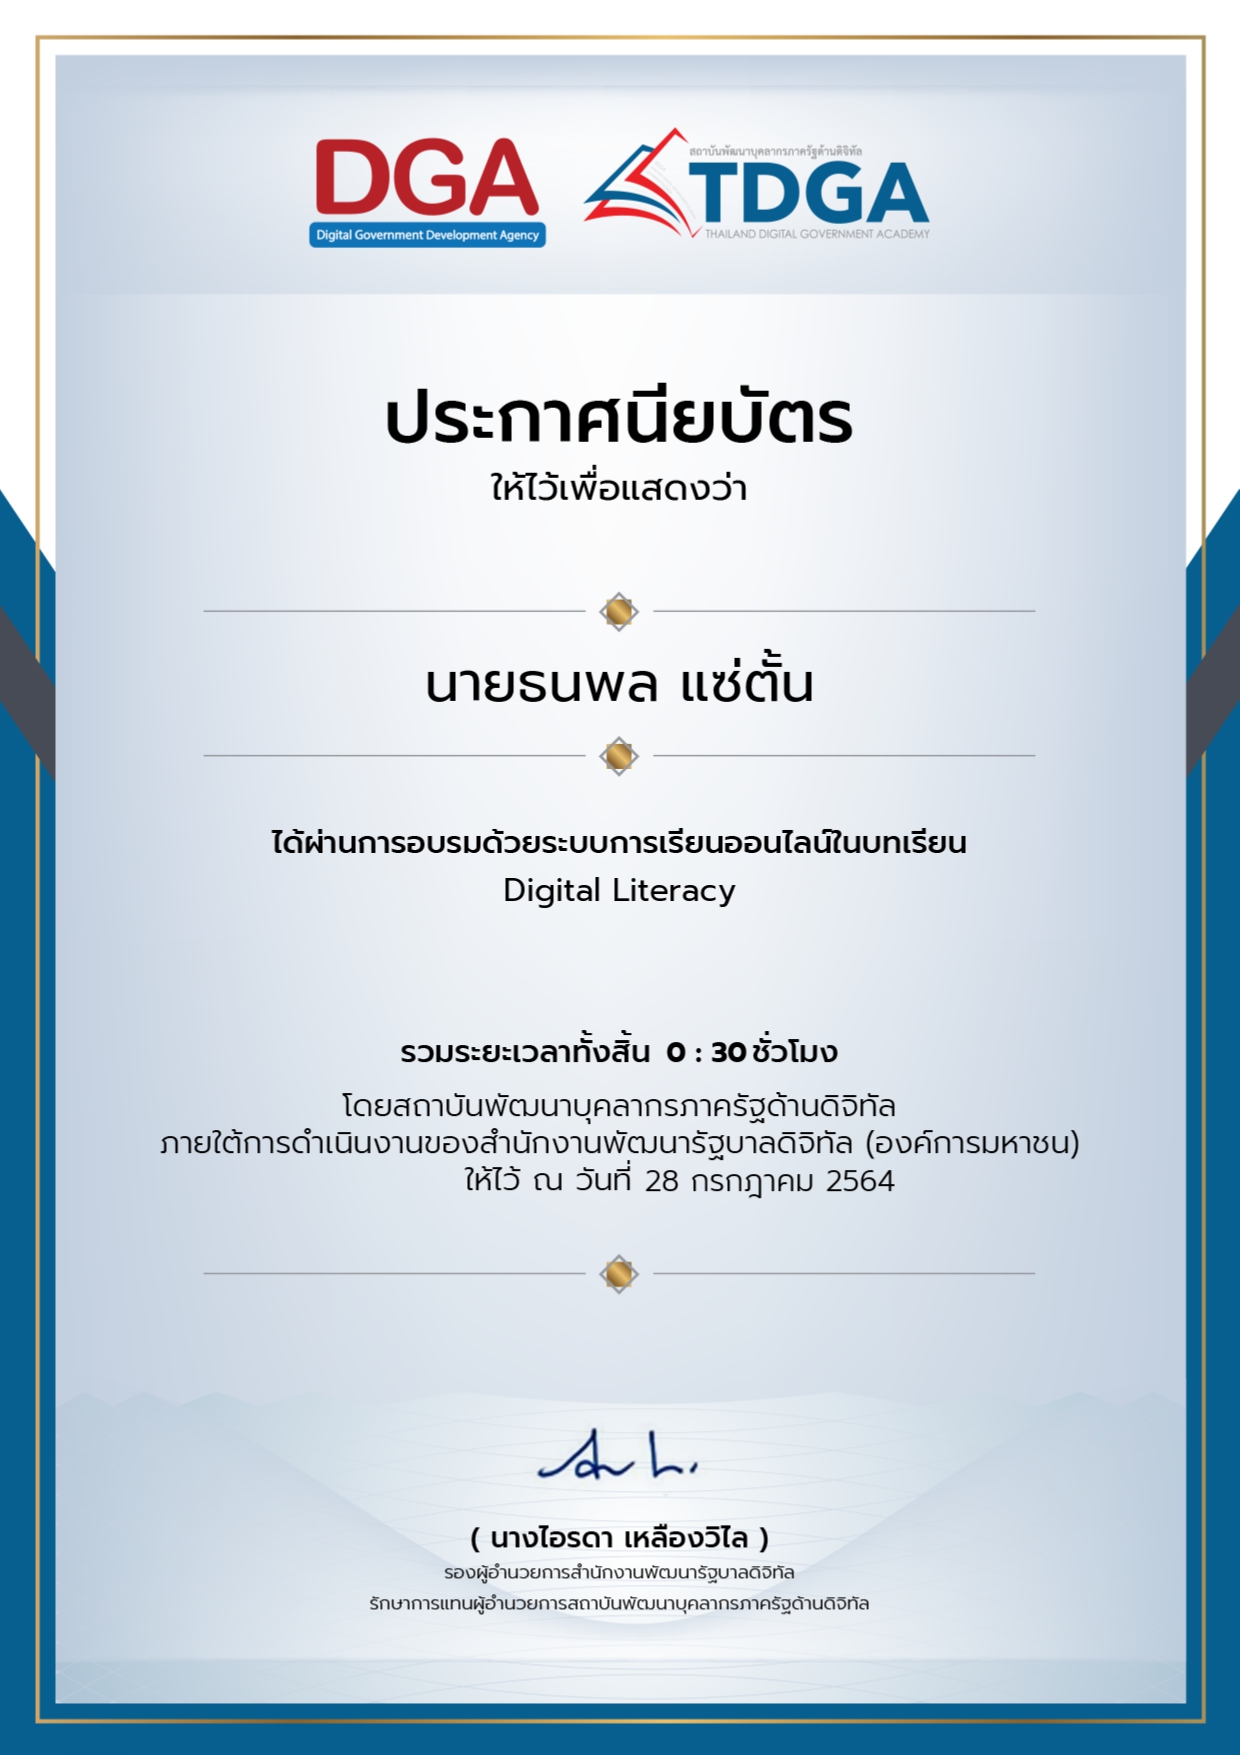 DGA
Digital Government Development Agency
สถาบันพัฒนาบุคลากรภาครัฐด้านดิจิทัล
TDGA
THAILAND DIGITAL GOVERNMENT ACADEMY
ประกาศนียบัตร
ให้ไว้เพื่อแสดงว่า
นายธนพล แซ่ตั้น
ได้ผ่านการอบรมด้วยระบบการเรียนออนไลน์ในบทเรียน
Digital Literacy
รวมระยะเวลาทั้งสิ้น 0 : 30 ชั่วโมง
โดยสถาบันพัฒนาบุคลากรภาครัฐด้านดิจิทัล
ภายใต้การดำเนินงานของสำนักงานพัฒนารัฐบาลดิจิทัล (องค์การมหาชน)
ให้ไว้ ณ วันที่ 28 กรกฎาคม 2564
( นางไอรดา เหลืองวิไล )
รองผู้อำนวยการสำนักงานพัฒนารัฐบาลดิจิทัล
รักษาการแทนผู้อำนวยการสถาบันพัฒนาบุคลากรภาครัฐด้านดิจิทัล